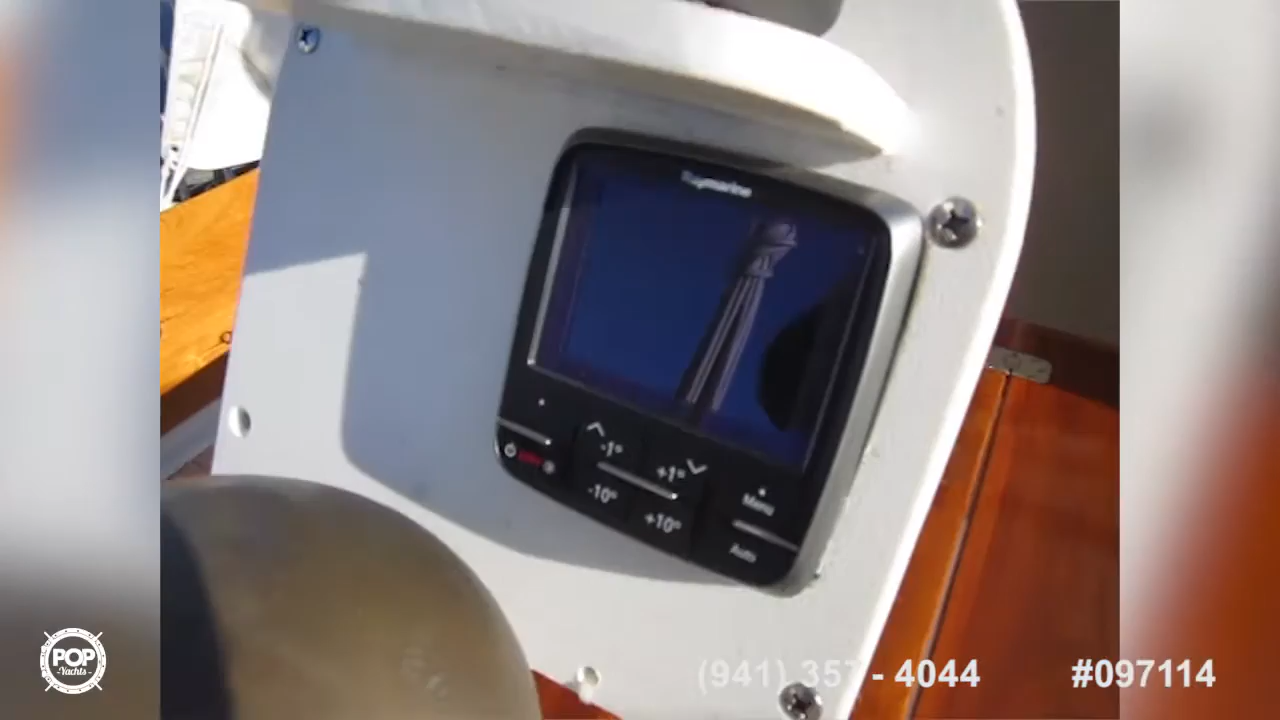 Raymarine
-1°
+1°
-10°
+10°
Menu
Auto
POP
Yachts
(941) 357 - 4044
#097114